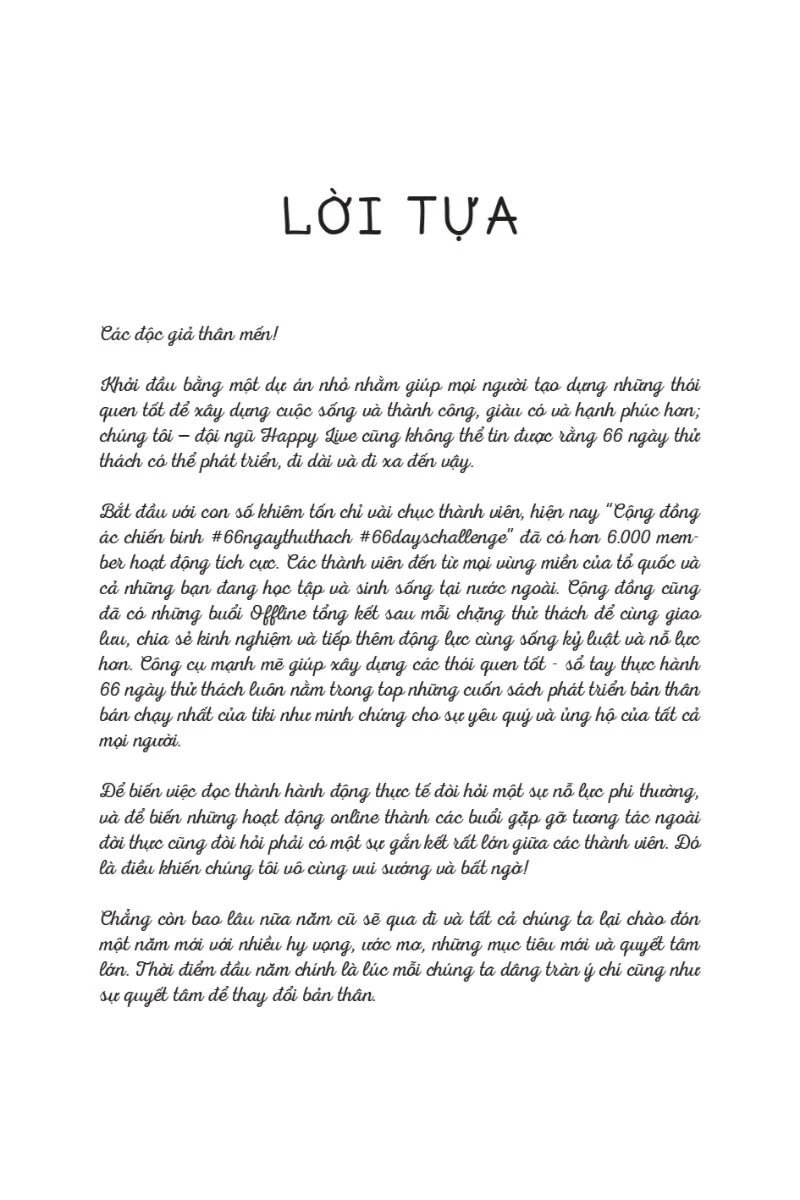 LỜI TỰA
Các độc giả thân mến!
Khởi đầu bằng một dự án nhỏ nhằm giúp mọi người tạo dựng những thói
quen tốt để xây dựng cuộc sống và thành công, giàu có và hạnh phúc hơn;
chúng tôi – đội ngũ Happy Live cũng không thể tin được rằng 66 ngày thử
thách có thể phát triển, đi dài và đi xa đến vậy.
Bắt đầu với con số khiêm tốn chỉ vài chục thành viên, hiện nay "Cộng đồng
ác chiến binh #66ngaythuthach #66dayschallenge" đã có hơn 6.000 mem-
ber hoạt động tích cực. Các thành viên đến từ mọi vùng miền của tổ quốc và
cả những bạn đang học tập và sinh sống tại nước ngoài. Cộng đồng cũng
đã có những buổi Offline tổng kết sau mỗi chặng thử thách để cùng giao
lưu, chia sẻ kinh nghiệm và tiếp thêm động lực cùng sống kỷ luật và nỗ lực
hơn. Công cụ mạnh mẽ giúp xây dựng các thói quen tốt - sổ tay thực hành
66 ngày thử thách luôn nằm trong top những cuốn sách phát triển bản thân
bán chạy nhất của tiki như minh chứng cho sự yêu quý và ủng hộ của tất cả
mọi người.
Để biến việc đọc thành hành động thực tế đòi hỏi một sự nỗ lực phi thường,
và để biến những hoạt động online thành các buổi gặp gỡ tương tác ngoài
đời thực cũng đòi hỏi phải có một sự gắn kết rất lớn giữa các thành viên. Đó
là điều khiến chúng tôi vô cùng vui sướng và bất ngờ!
Chẳng còn bao lâu nữa năm cũ sẽ qua đi và tất cả chúng ta lại chào đón
một năm mới với nhiều hy vọng, ước mơ, những mục tiêu mới và quyết tâm
lớn. Thời điểm đầu năm chính là lúc mỗi chúng ta dâng tràn ý chí cũng như
sự quyết tâm để thay đổi bản thân.